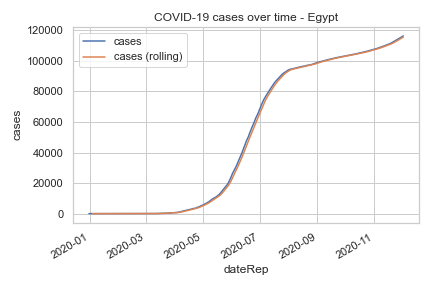 COVID-19 cases over time - Egypt
cases
cases (rolling)
120000
100000
80000
60000
40000
20000
0
cases
2020-01
2020-03
2020-05
2020-07
2020-09
2020-11
dateRep